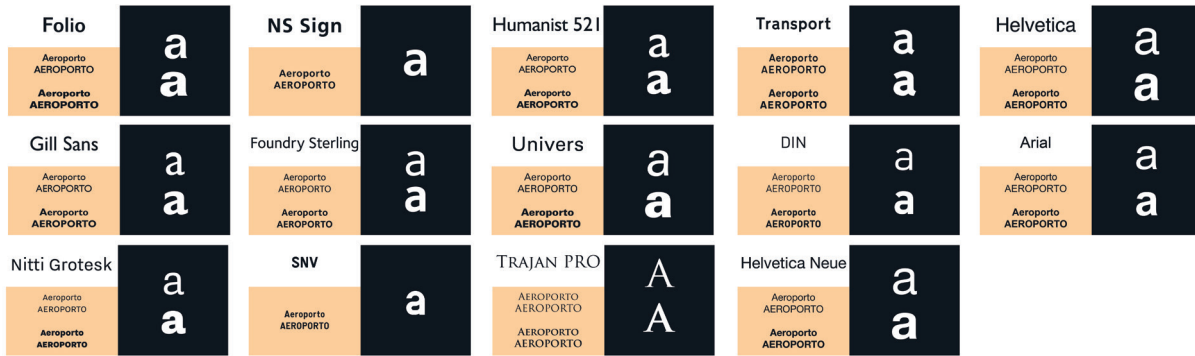 Folio
Aeroporto
AEROPORTO
Aeroporto
AEROPORTO
a
a
NS Sign
Aeroporto
AEROPORTO
a
Humanist 521
Aeroporto
AEROPORTO
Aeroporto
AEROPORTO
a
a
Transport
Aeroporto
AEROPORTO
Aeroporto
AEROPORTO
a
a
Helvetica
Aeroporto
AEROPORTO
Aeroporto
AEROPORTO
a
a
Gill Sans
Aeroporto
AEROPORTO
Aeroporto
AEROPORTO
a
a
Foundry Sterling
Aeroporto
AEROPORTO
Aeroporto
AEROPORTO
a
a
Univers
Aeroporto
AEROPORTO
Aeroporto
AEROPORTO
a
a
DIN
Aeroporto
AEROPORTO
Aeroporto
AEROPORTO
a
a
Arial
Aeroporto
AEROPORTO
Aeroporto
AEROPORTO
a
a
Nitti Grotesk
Aeroporto
AEROPORTO
Aeroporto
AEROPORTO
a
a
SNV
Aeroporto
AEROPORTO
a
TRAJAN PRO
AEROPORTO
AEROPORTO
AEROPORTO
AEROPORTO
A
A
Helvetica Neue
Aeroporto
AEROPORTO
Aeroporto
AEROPORTO
a
a